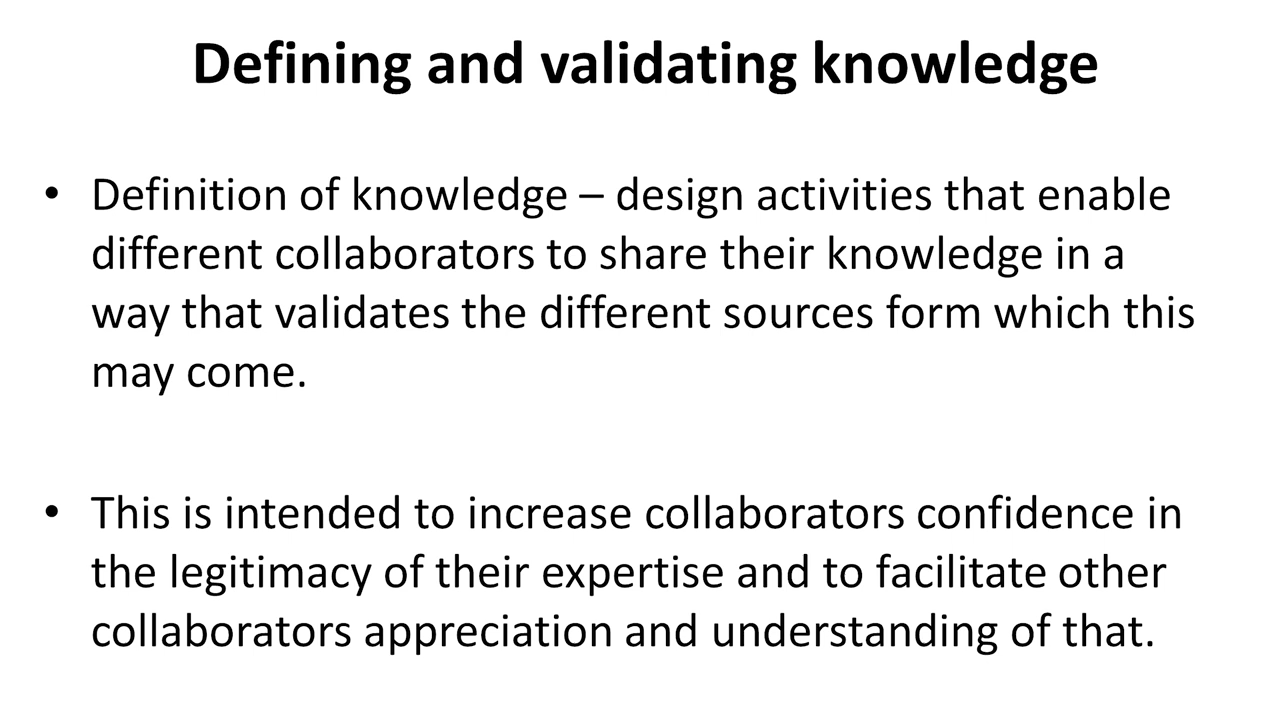 Defining and validating knowledge
• Definition of knowledge – design activities that enable
different collaborators to share their knowledge in a
way that validates the different sources form which this
may come.
• This is intended to increase collaborators confidence in
the legitimacy of their expertise and to facilitate other
collaborators appreciation and understanding of that.